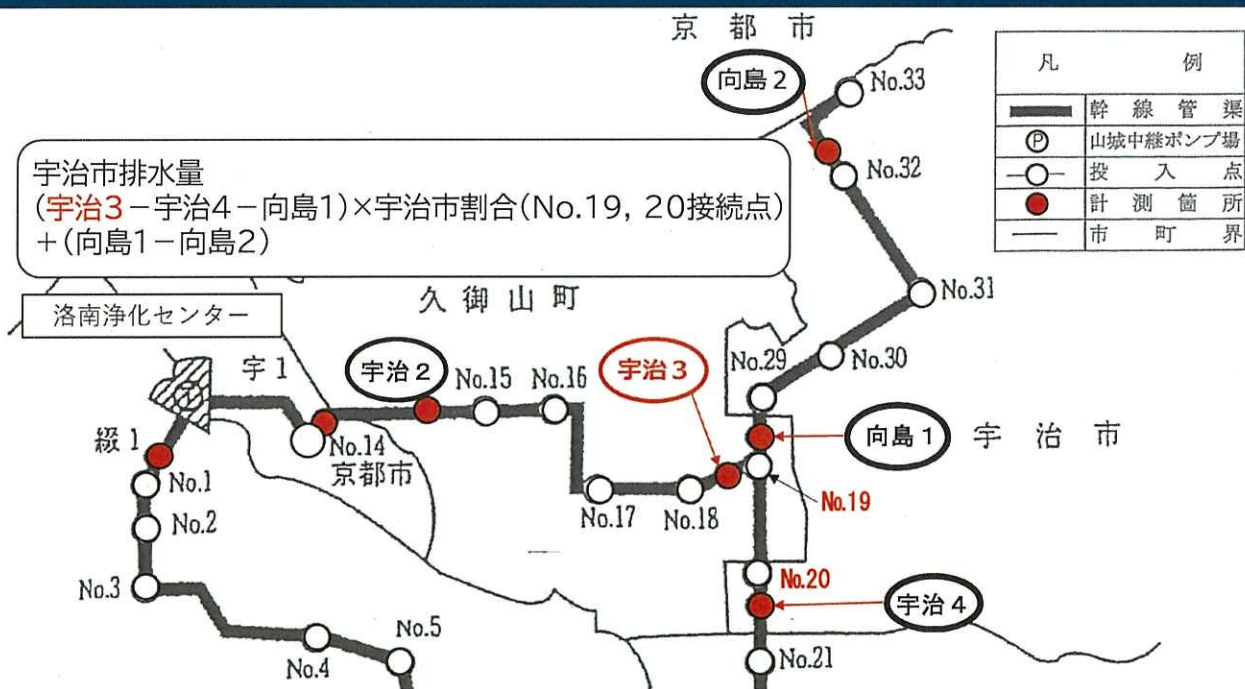 京都市
向島2
No.33
No.32
凡例
幹線管渠
Ⓟ 山城中継ポンプ場
投入点
計測箇所
市町界
宇治市排水量
(宇治3－宇治4－向島1)×宇治市割合(No.19, 20接続点)
＋(向島1－向島2)
洛南浄化センター
久御山町
No.31
No.30
No.29
宇1
宇治2
No.15
No.16
宇治3
向島1
宇治市
No.14
京都市
級1
No.1
No.2
No.3
No.17
No.18
No.19
No.20
宇治4
No.4
No.5
No.21